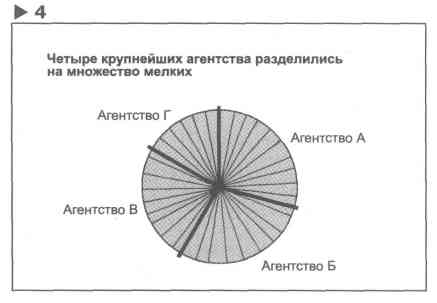 ▶ 4
Четыре крупнейших агентства разделились
на множество мелких
Агентство Г
Агентство А
Агентство В
Агентство Б